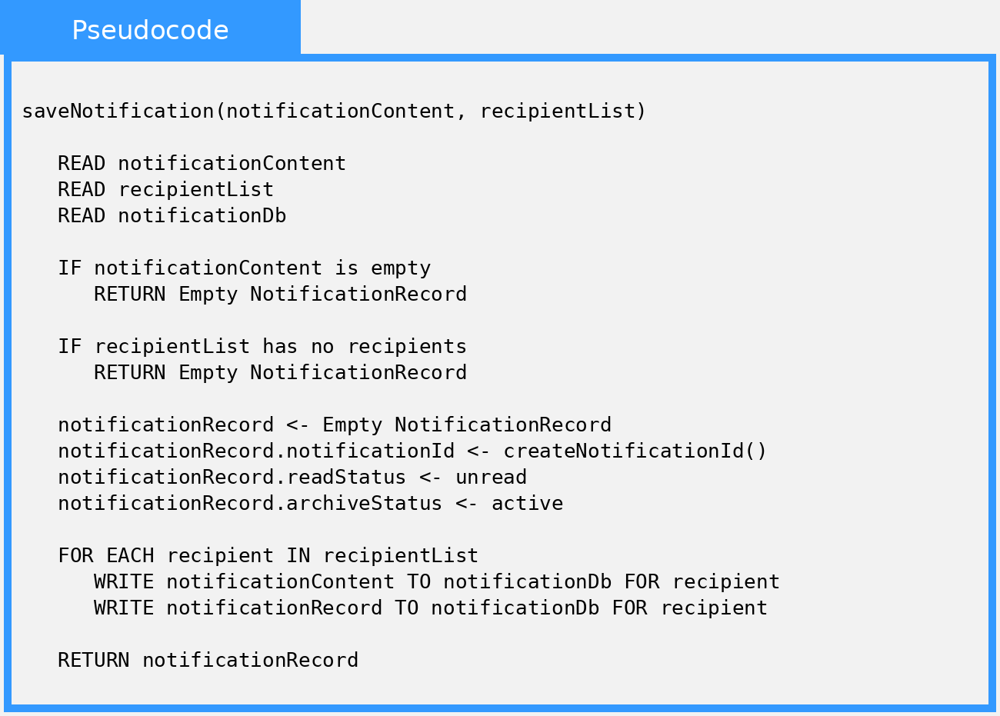 Pseudocode
saveNotification(notificationContent, recipientList)
READ notificationContent
READ recipientList
READ notificationDb
IF notificationContent is empty
RETURN Empty NotificationRecord
IF recipientList has no recipients
RETURN Empty NotificationRecord
notificationRecord <- Empty NotificationRecord
notificationRecord.notificationId <- createNotificationId()
notificationRecord.readStatus <- unread
notificationRecord.archiveStatus <- active
FOR EACH recipient IN recipientList
WRITE notificationContent TO notificationDb FOR recipient
WRITE notificationRecord TO notificationDb FOR recipient
RETURN notificationRecord